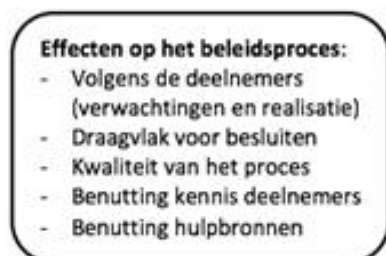 Effecten op het beleidsproces:
- Volgens de deelnemers
(verwachtingen en realisatie)
- Draagvlak voor besluiten
- Kwaliteit van het proces
- Benutting kennis deelnemers
- Benutting hulpbronnen